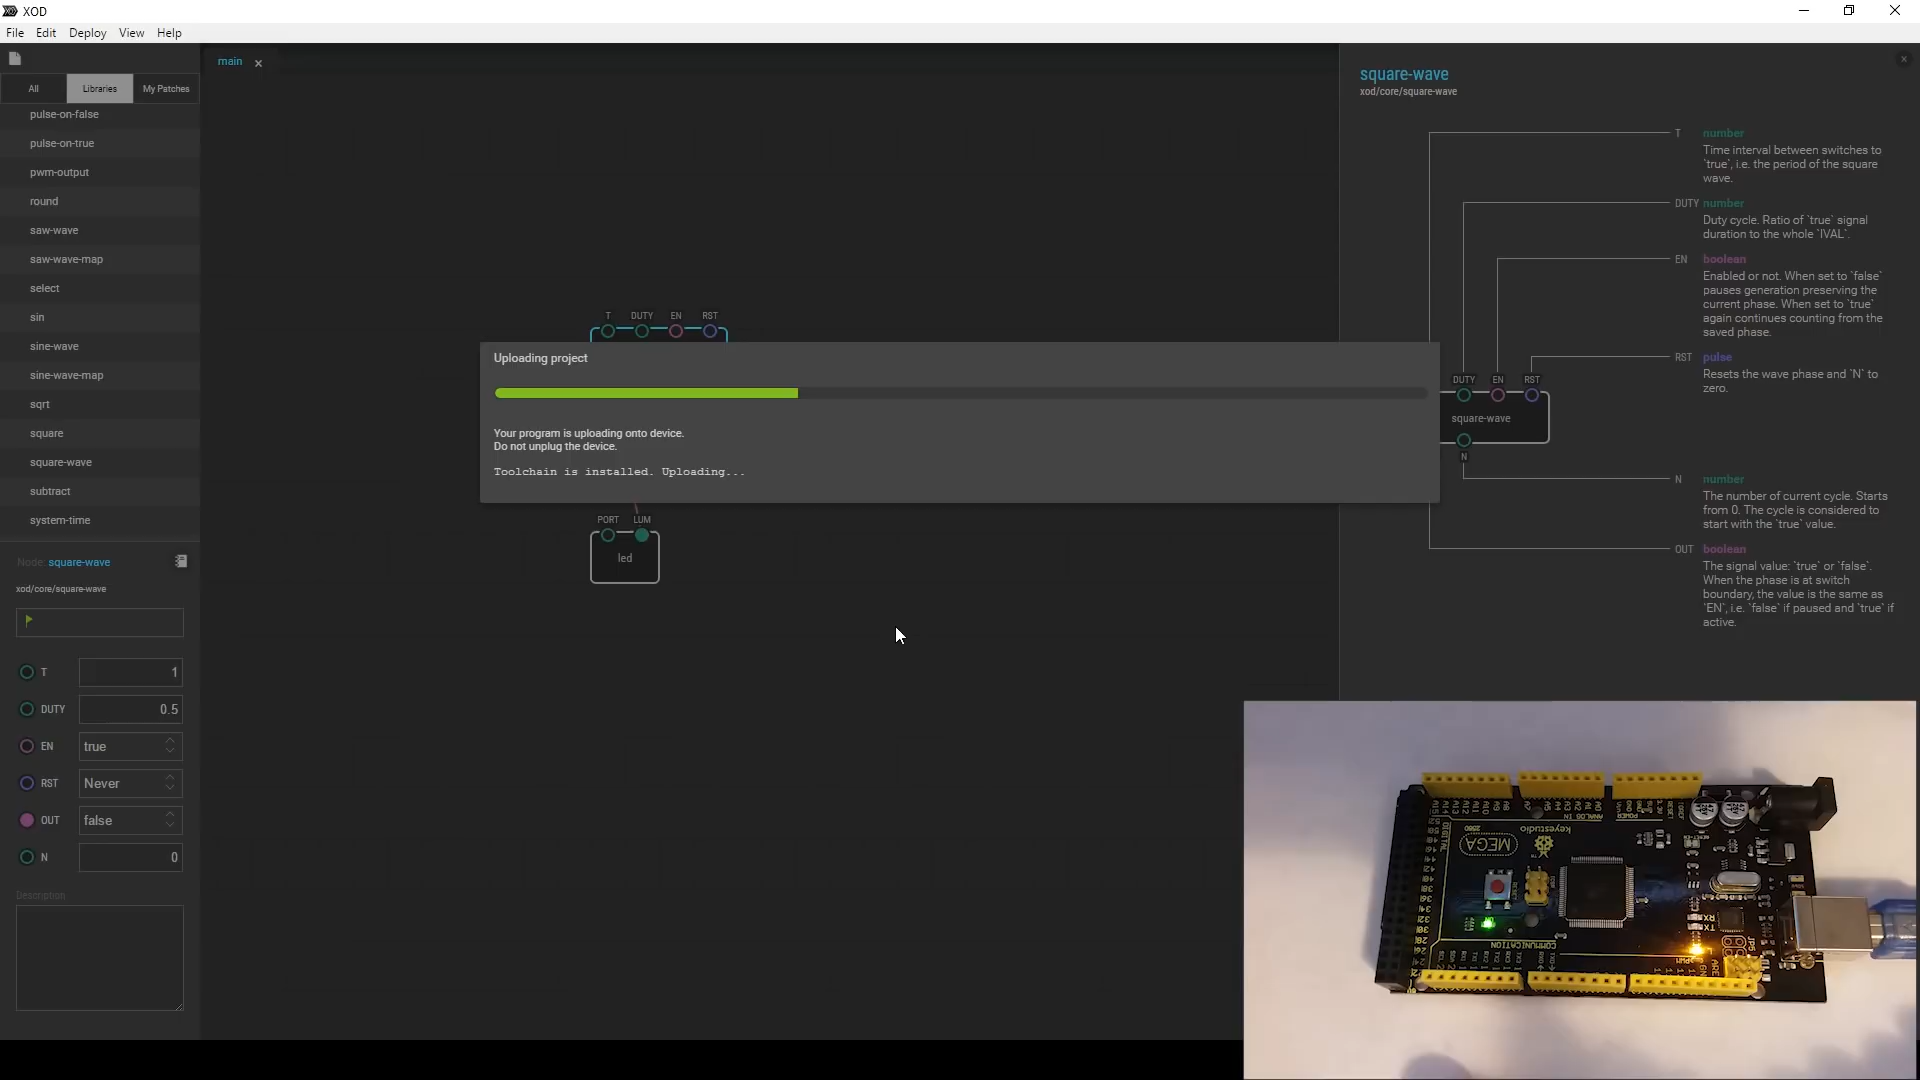 XOD
File Edit Deploy View Help
main
All Libraries My Patches
pulse-on-false
pulse-on-true
pwm-output
round
saw-wave
saw-wave-map
select
sin
sine-wave
sine-wave-map
sqrt
square
square-wave
subtract
system-time
Node: square-wave
xod/core/square-wave
T 1
DUTY 0.5
EN true
RST Never
OUT false
N 0
Description
T DUTY EN RST
Uploading project
Your program is uploading onto device.
Do not unplug the device.
Toolchain is installed. Uploading...
PORT LUM
led
square-wave
xod/core/square-wave
T number
Time interval between switches to
`true`, i.e. the period of the square
wave.
DUTY number
Duty cycle. Ratio of `true` signal
duration to the whole `IVAL`.
EN boolean
Enabled or not. When set to `false`
pauses generation preserving the
current phase. When set to `true`
again continues counting from the
saved phase.
RST pulse
Resets the wave phase and `N` to
zero.
DUTY EN RST
square-wave
N
N number
The number of current cycle. Starts
from 0. The cycle is considered to
start with the `true` value.
OUT boolean
The signal value: `true` or `false`.
When the phase is at switch
boundary, the value is the same as
`EN`, i.e. `false` if paused and `true` if
active.
keyestudio
MEGA
2560
ANALOG IN
POWER
DIGITAL
COMMUNICATION
RX
TX